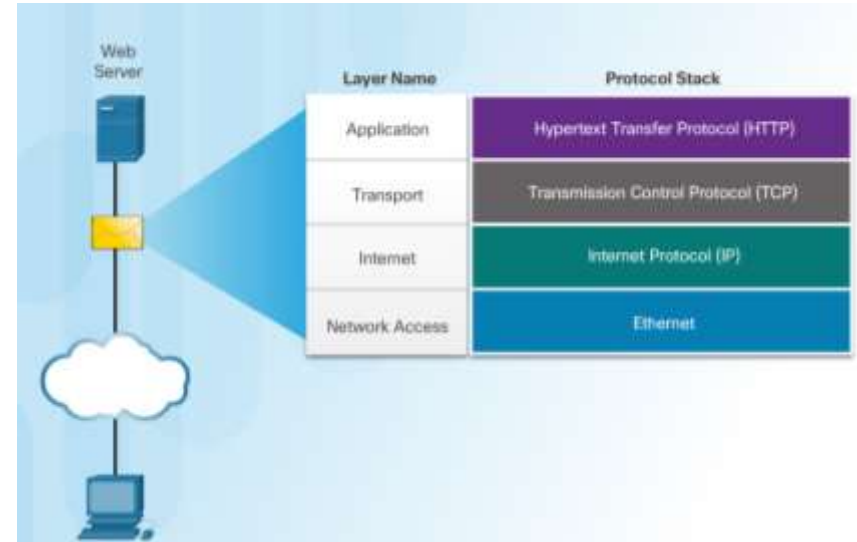 Web
Server
Layer Name Protocol Stack
Application Hypertext Transfer Protocol (HTTP)
Transport Transmission Control Protocol (TCP)
Internet Internet Protocol (IP)
Network Access Ethernet